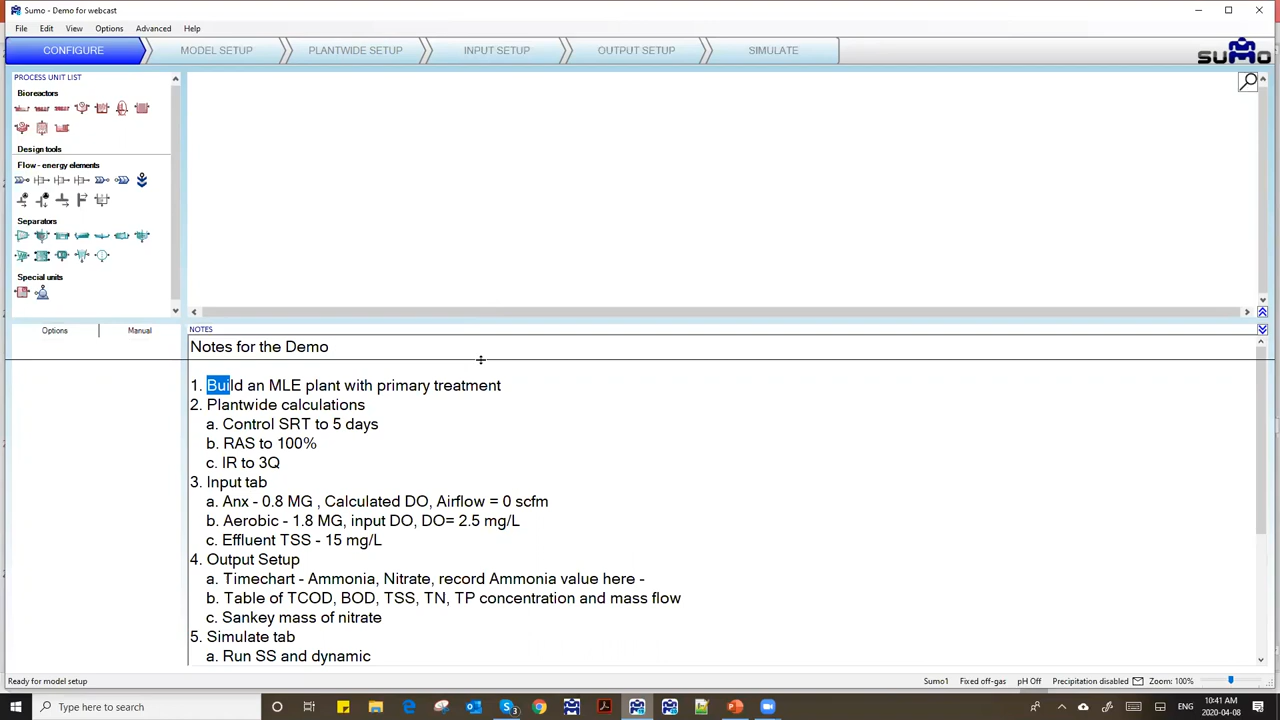 Sumo - Demo for webcast
File Edit View Options Advanced Help
CONFIGURE MODEL SETUP PLANTWIDE SETUP INPUT SETUP OUTPUT SETUP SIMULATE
sumo
PROCESS UNIT LIST
Bioreactors
Design tools
Flow - energy elements
Separators
Special units
Options Manual
NOTES
Notes for the Demo
1. Build an MLE plant with primary treatment
2. Plantwide calculations
a. Control SRT to 5 days
b. RAS to 100%
c. IR to 3Q
3. Input tab
a. Anx - 0.8 MG , Calculated DO, Airflow = 0 scfm
b. Aerobic - 1.8 MG, input DO, DO= 2.5 mg/L
c. Effluent TSS - 15 mg/L
4. Output Setup
a. Timechart - Ammonia, Nitrate, record Ammonia value here -
b. Table of TCOD, BOD, TSS, TN, TP concentration and mass flow
c. Sankey mass of nitrate
5. Simulate tab
a. Run SS and dynamic
Ready for model setup
Sumo1 Fixed off-gas pH Off Precipitation disabled Zoom: 100%
Type here to search
10:41 AM
2020-04-08